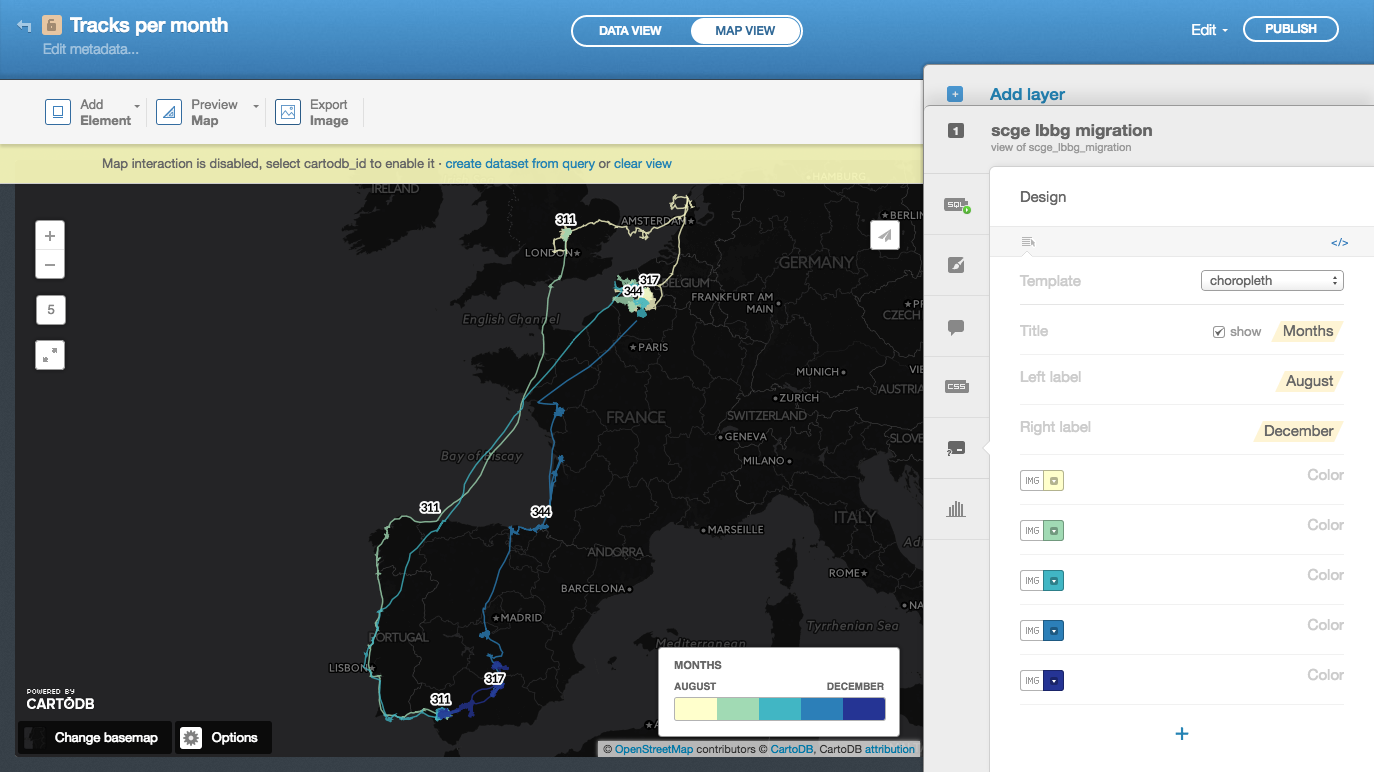 Tracks per month
Edit metadata...
DATA VIEW
MAP VIEW
Edit
PUBLISH
Add
Element
Preview
Map
Export
Image
Map interaction is disabled, select cartodb_id to enable it · create dataset from query or clear view
Add layer
1
scge lbbg migration
view of scge_lbbg_migration
SQL
CSS
?
Design
</>
Template
choropleth
Title
show
Months
Left label
August
Right label
December
IMG
Color
IMG
Color
IMG
Color
IMG
Color
IMG
Color
+
+
−
5
IRELAND
HAMBURG
311
AMSTERDAM
BERLIN
LONDON
GERMANY
317
BELGIUM
344
FRANKFURT AM
MAIN
English Channel
CZECH
PARIS
MUNICH
AUSTRIA
ZURICH
FRANCE
SWITZERLAND
GENEVA
SLOVE
Bay of Biscay
MILANO
311
344
ITALY
MARSEILLE
ANDORRA
ROME
BARCELONA
MADRID
Tyrrhenian Sea
PORTUGAL
Mediterranean
LISBON
317
311
MONTHS
AUGUST
DECEMBER
POWERED BY
CARTODB
Change basemap
Options
© OpenStreetMap contributors © CartoDB, CartoDB attribution